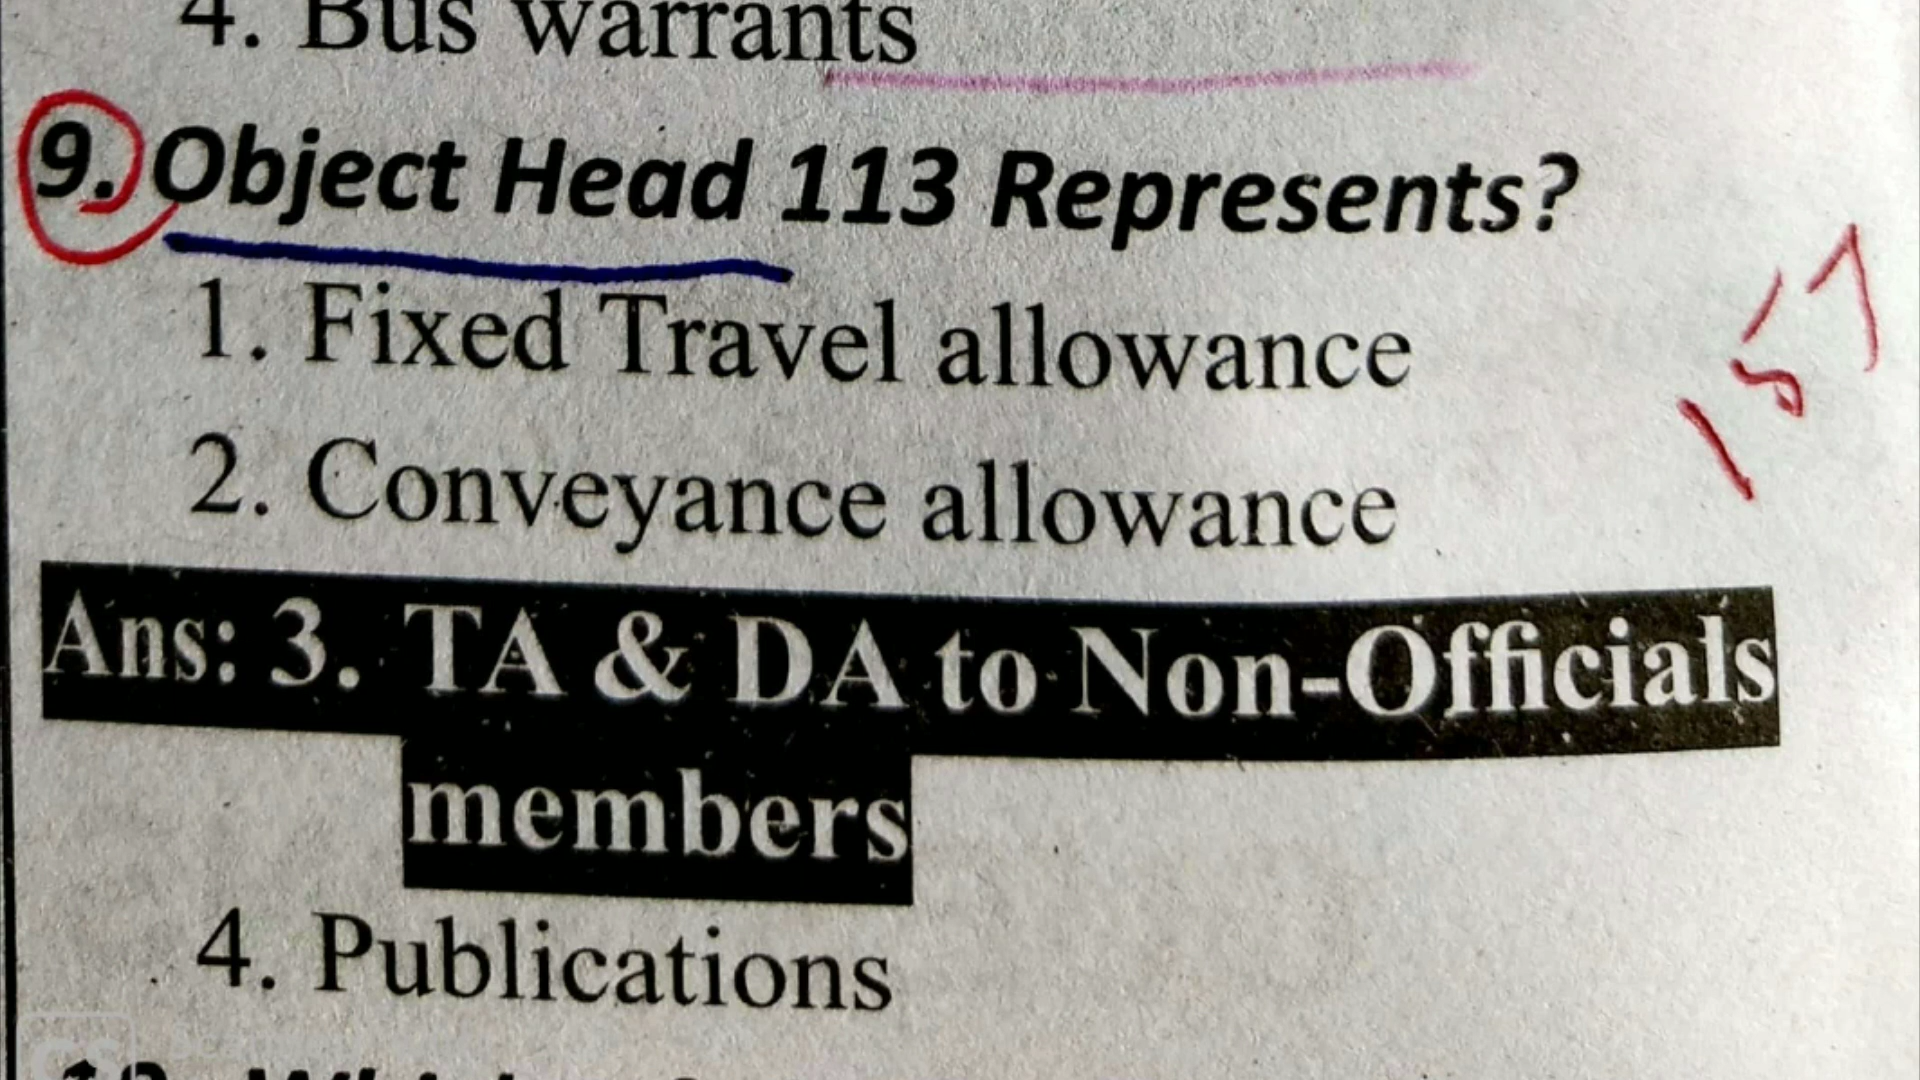 4. Bus warrants
9. Object Head 113 Represents?
1. Fixed Travel allowance
2. Conveyance allowance
157
Ans: 3. TA & DA to Non-Officials
members
4. Publications